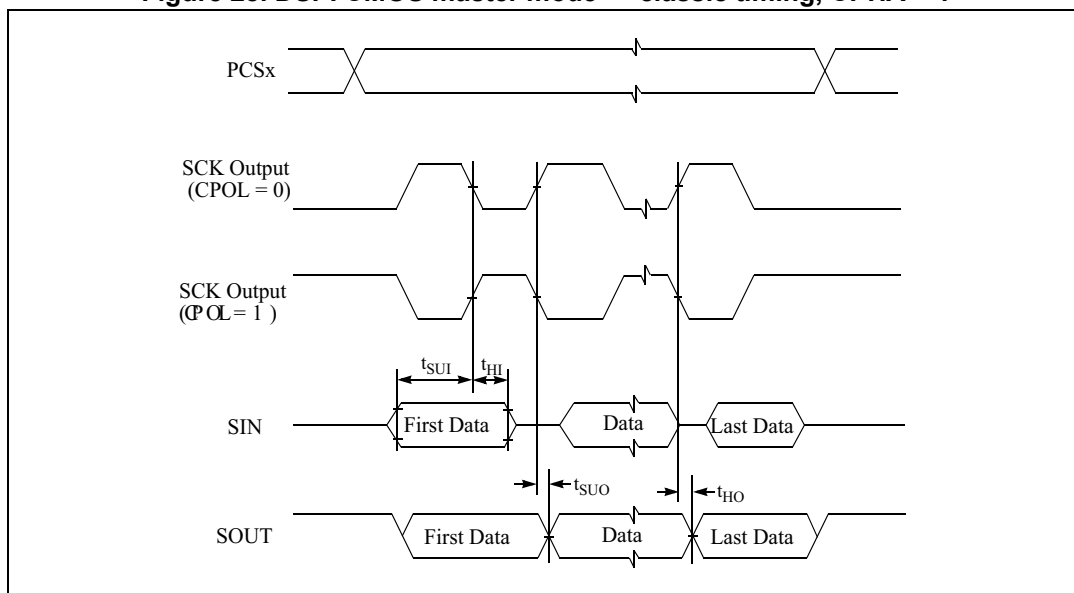 PCSx
SCK Output
(CPOL = 0)
SCK Output
(CPOL = 1 )
tSUI
tHI
SIN
First Data
Data
Last Data
tSUO
tHO
SOUT
First Data
Data
Last Data